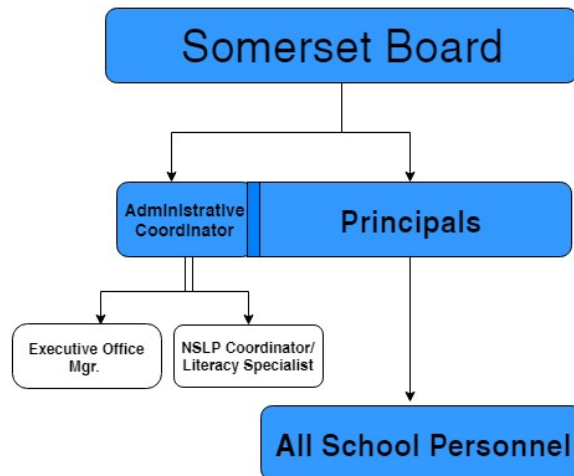 Somerset Board
Administrative
Coordinator
Principals
Executive Office
Mgr.
NSLP Coordinator/
Literacy Specialist
All School Personnel